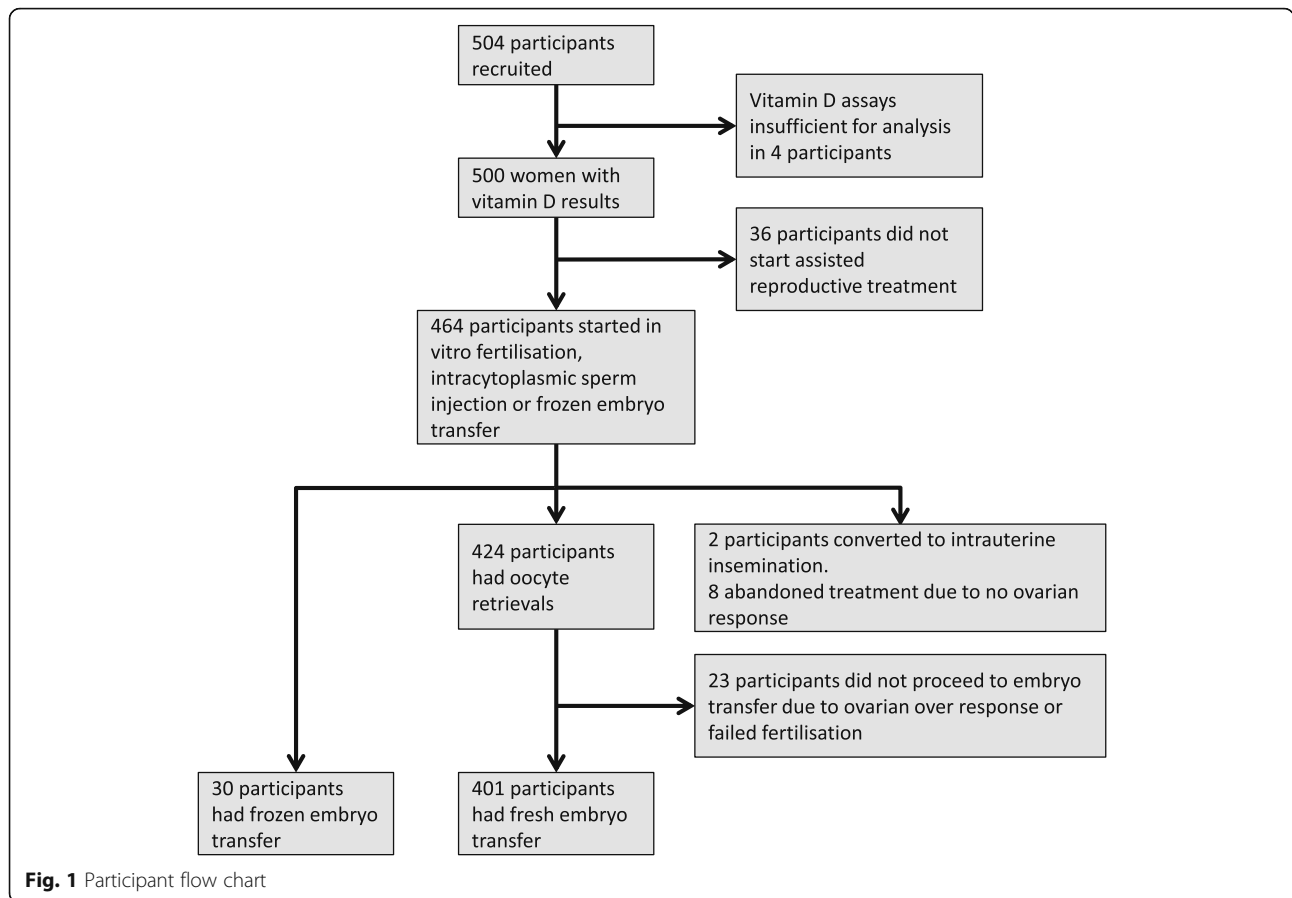 504 participants
recruited
Vitamin D assays
insufficient for analysis
in 4 participants
500 women with
vitamin D results
36 participants did not
start assisted
reproductive treatment
464 participants started in
vitro fertilisation,
intracytoplasmic sperm
injection or frozen embryo
transfer
424 participants
had oocyte
retrievals
2 participants converted to intrauterine
insemination.
8 abandoned treatment due to no ovarian
response
23 participants did not proceed to embryo
transfer due to ovarian over response or
failed fertilisation
30 participants
had frozen embryo
transfer
401 participants
had fresh embryo
transfer
Fig. 1 Participant flow chart